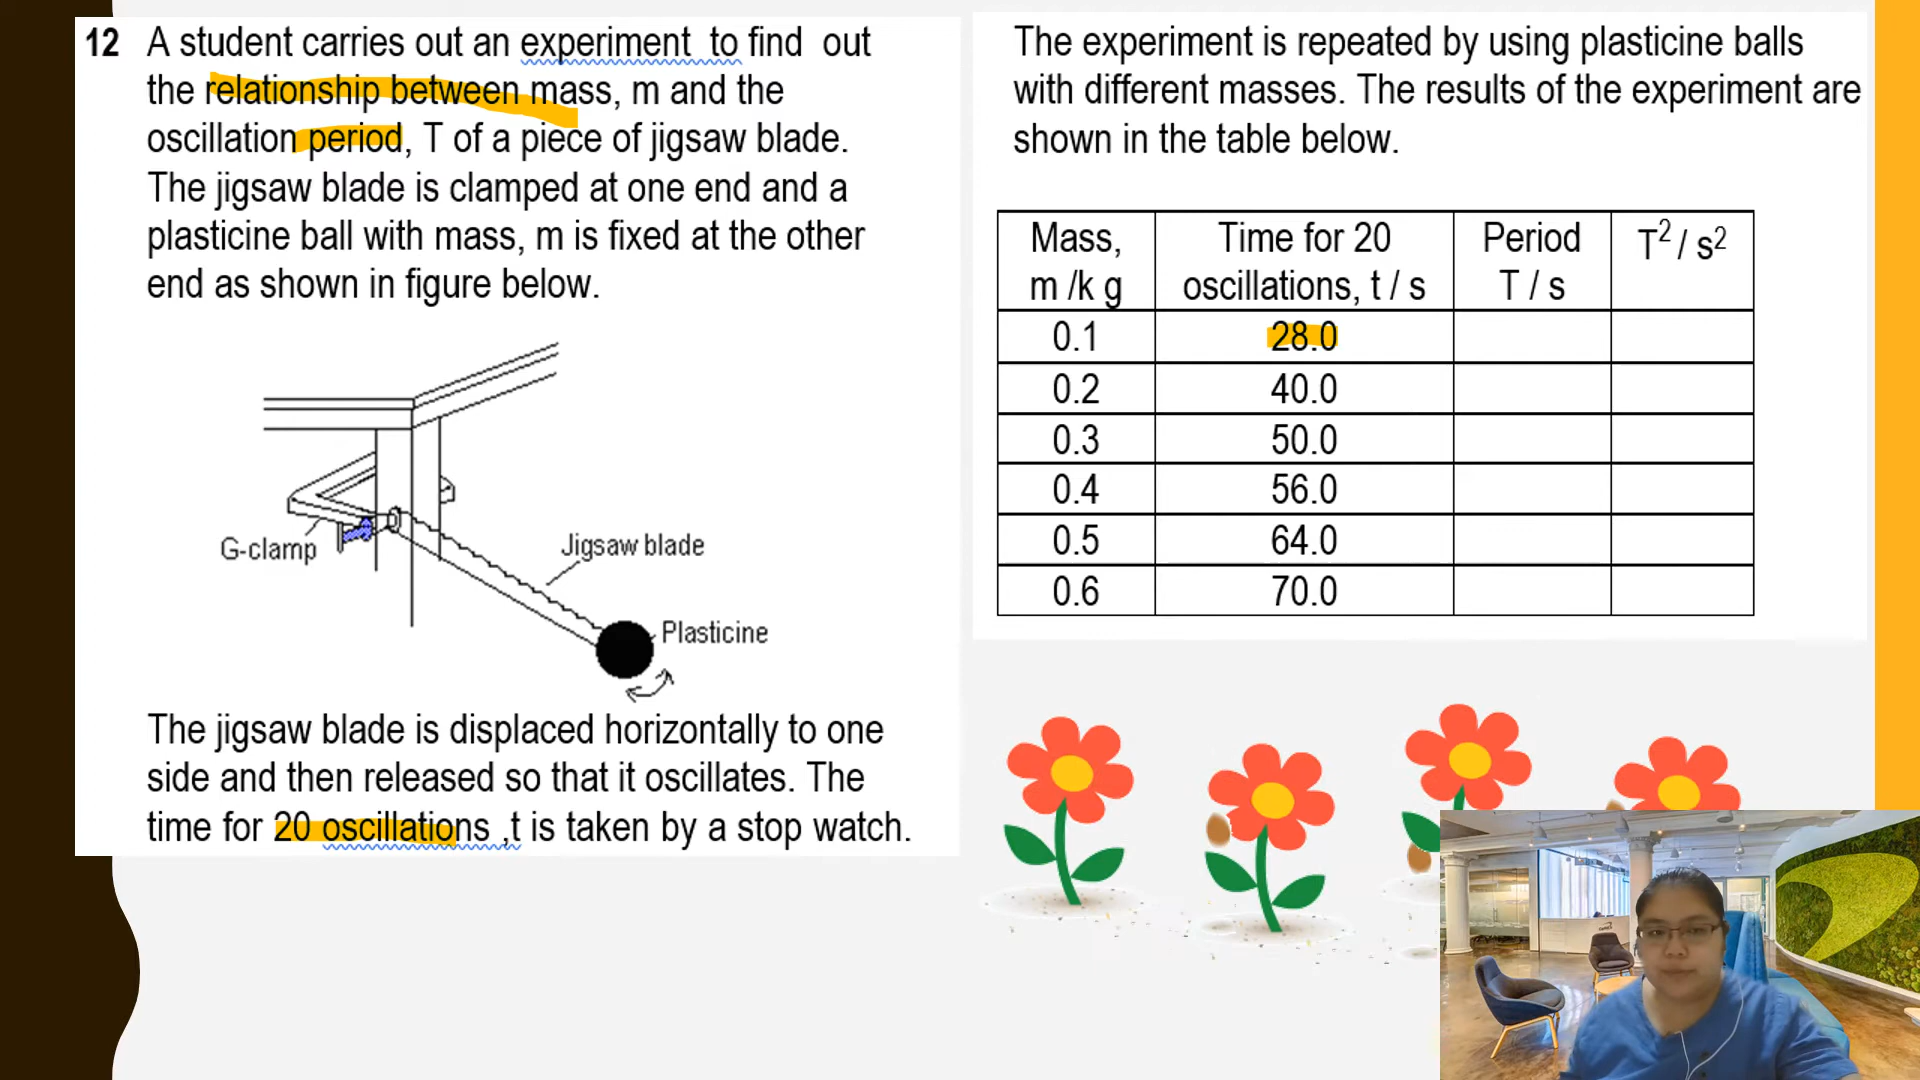 12 A student carries out an experiment to find out
the relationship between mass, m and the
oscillation period, T of a piece of jigsaw blade.
The jigsaw blade is clamped at one end and a
plasticine ball with mass, m is fixed at the other
end as shown in figure below.
G-clamp
Jigsaw blade
Plasticine
The jigsaw blade is displaced horizontally to one
side and then released so that it oscillates. The
time for 20 oscillations ,t is taken by a stop watch.
The experiment is repeated by using plasticine balls
with different masses. The results of the experiment are
shown in the table below.
Mass, m /k g | Time for 20 oscillations, t / s | Period T / s | T² / s²
0.1 28.0
0.2 40.0
0.3 50.0
0.4 56.0
0.5 64.0
0.6 70.0